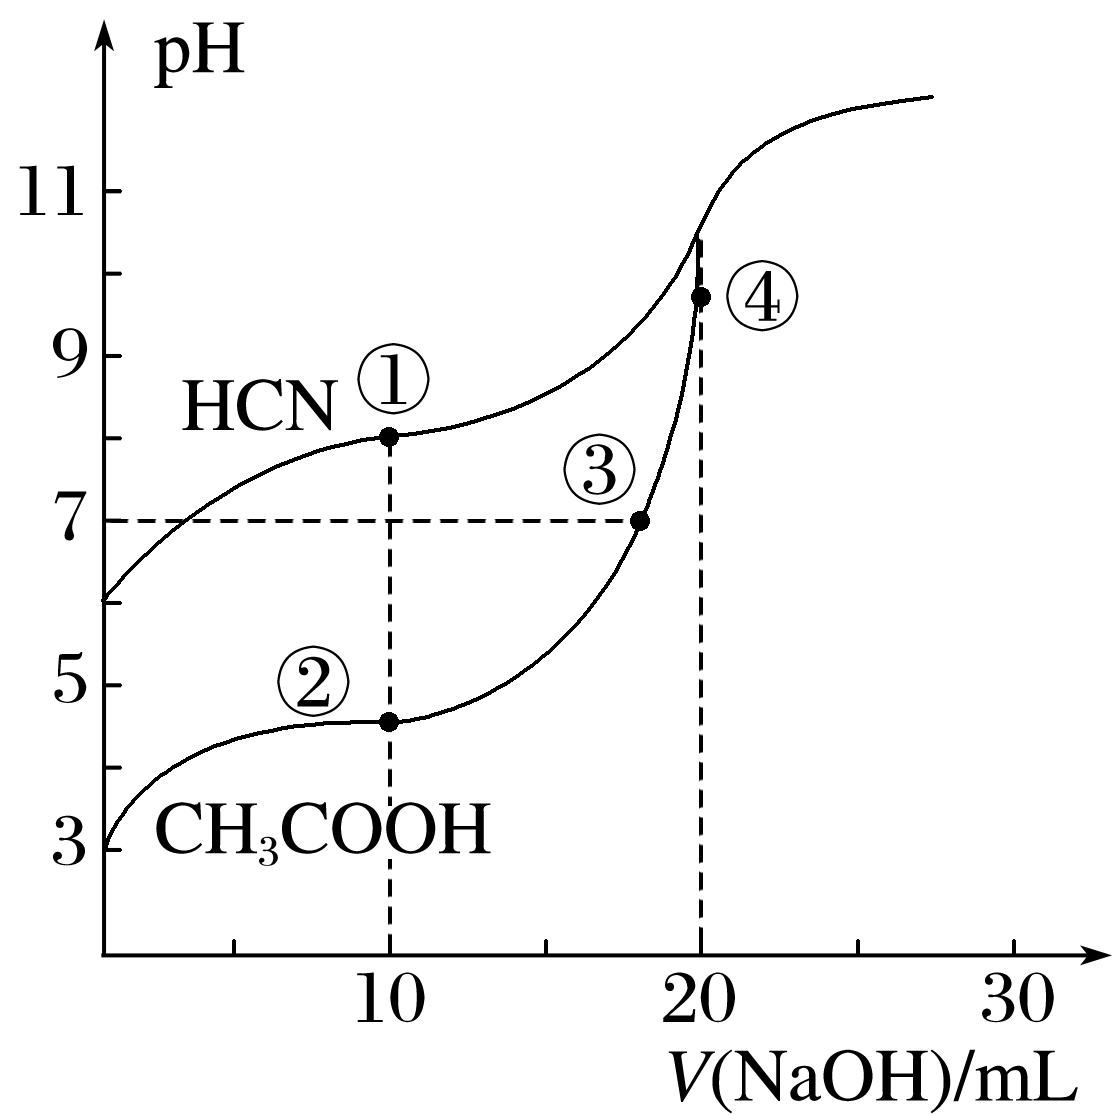 pH
11
9
HCN ①
④
7
③
5
②
CH₃COOH
3
10 20 30
V(NaOH)/mL